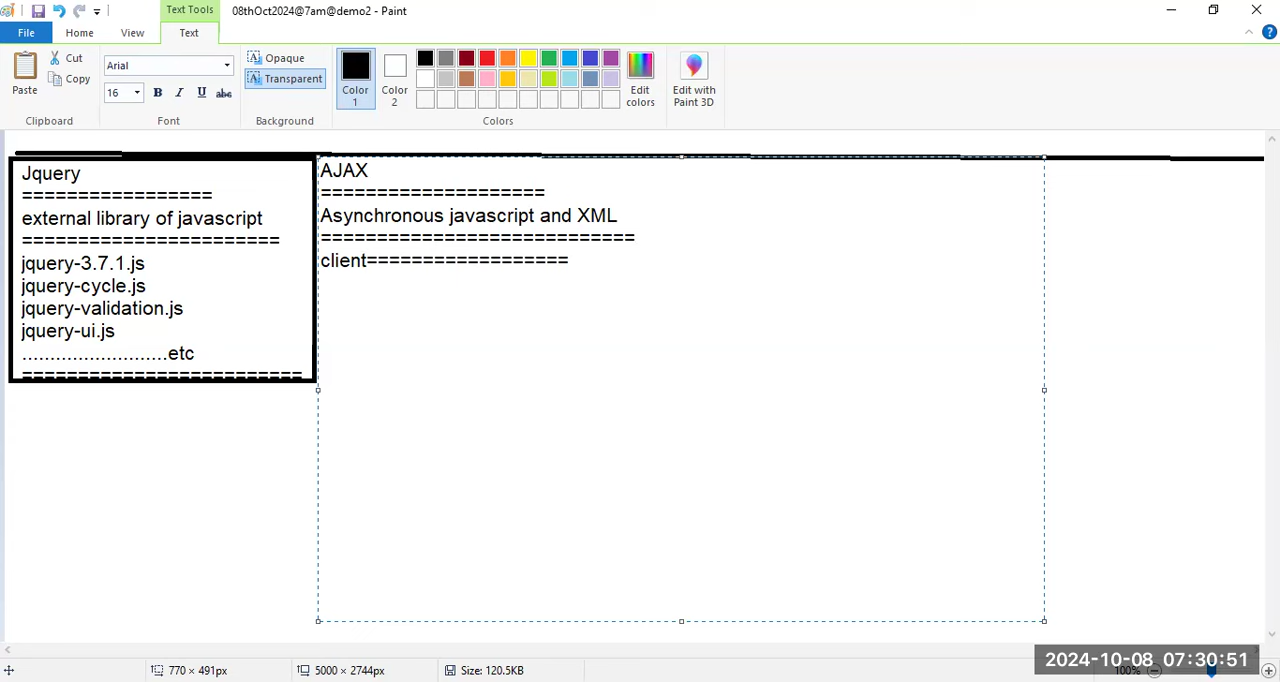 Text Tools
08thOct2024@7am@demo2 - Paint
File
Home
View
Text
Paste
Cut
Copy
Clipboard
Arial
16
B
I
U
abc
Font
Opaque
Transparent
Background
Color 1
Color 2
Edit colors
Colors
Edit with Paint 3D
Jquery
=================
external library of javascript
=======================
jquery-3.7.1.js
jquery-cycle.js
jquery-validation.js
jquery-ui.js
..........................etc
=========================
AJAX
====================
Asynchronous javascript and XML
============================
client==================
770 × 491px
5000 × 2744px
Size: 120.5KB
100%
2024-10-08 07:30:51